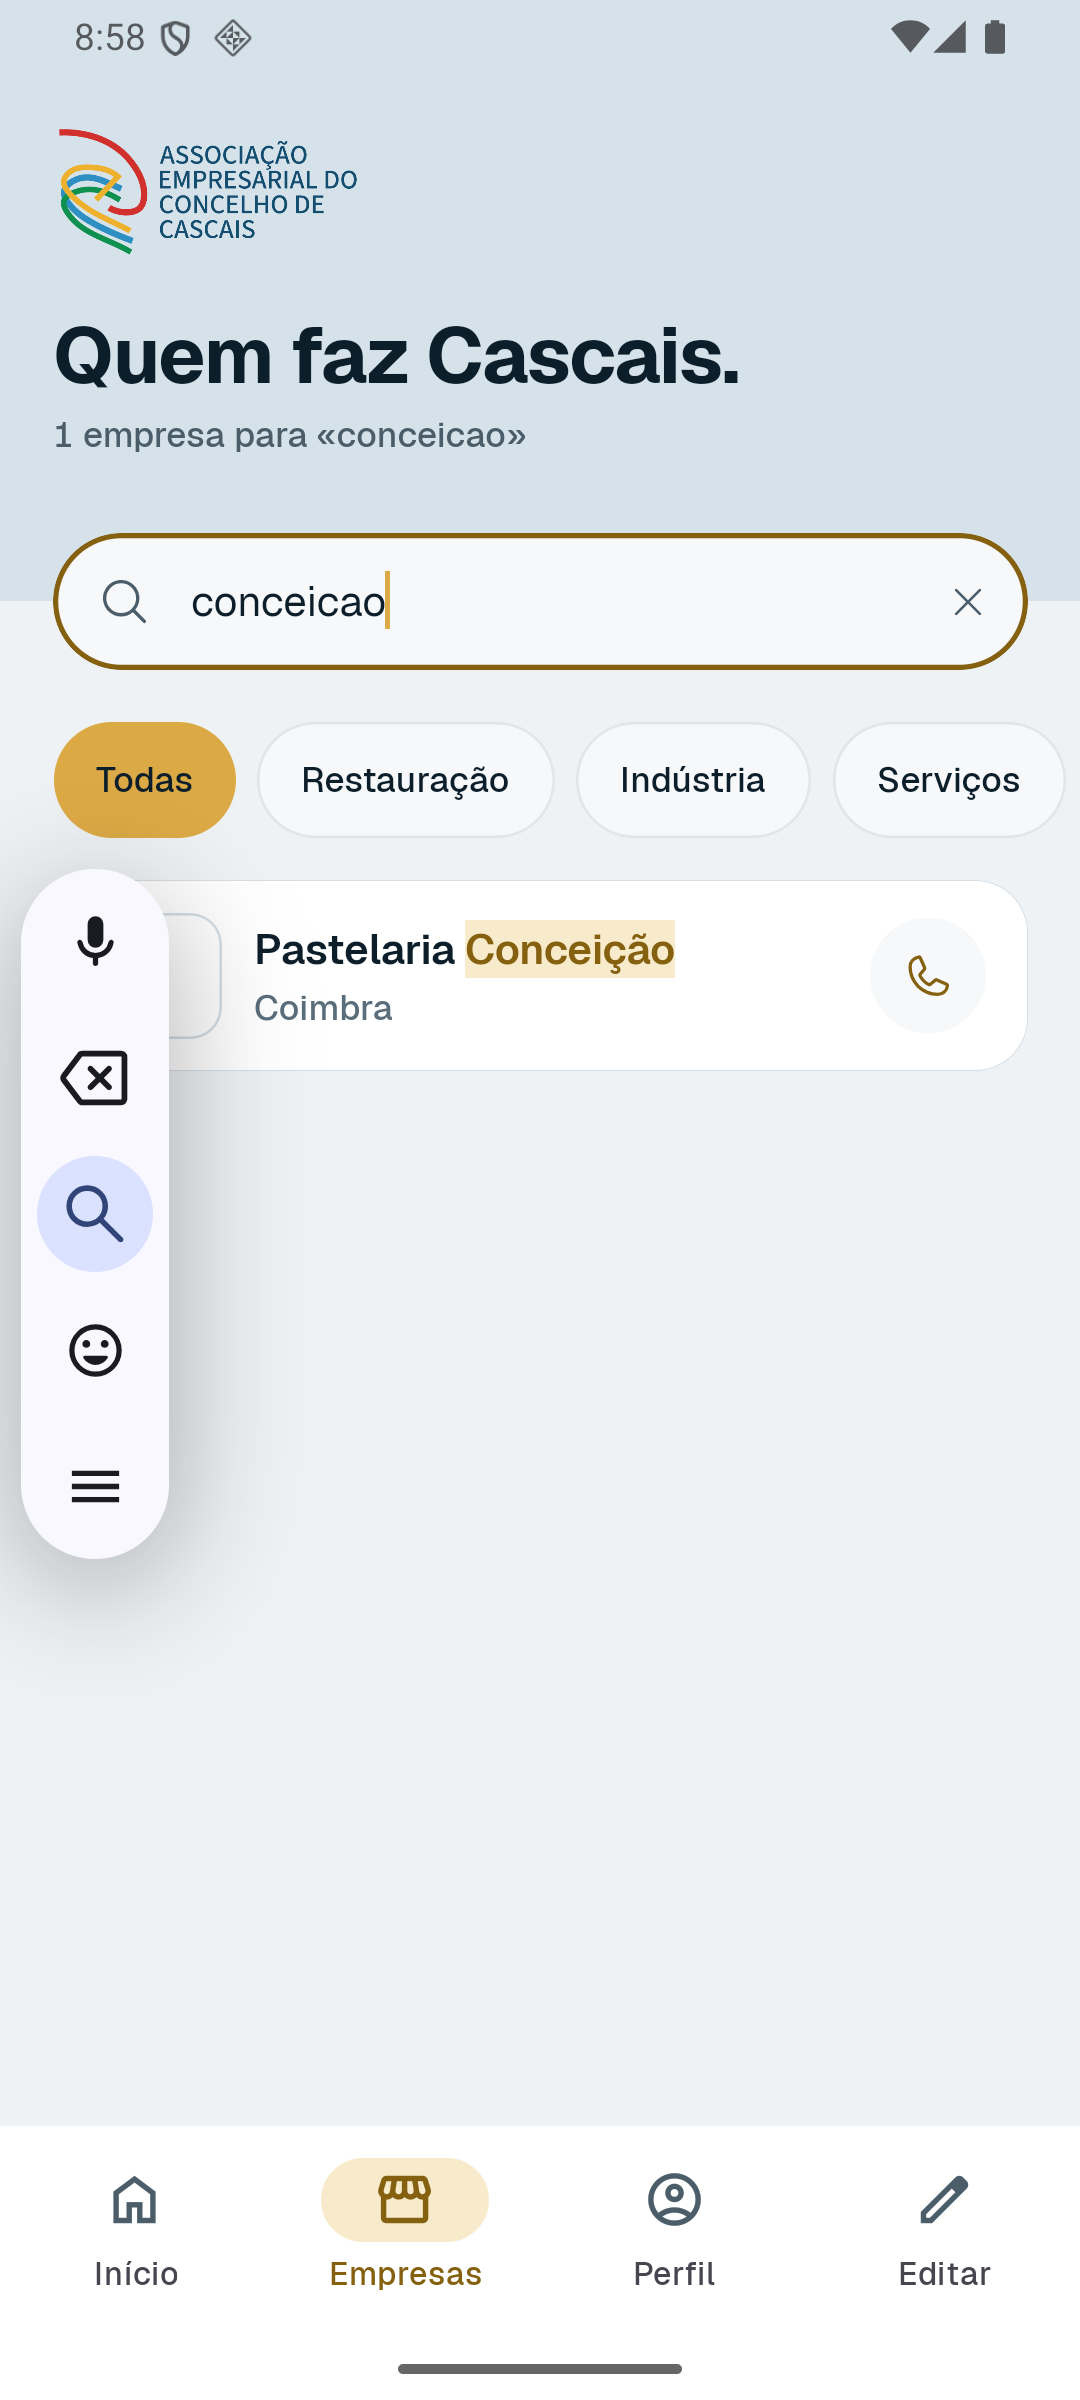 8:58
ASSOCIAÇÃO
EMPRESARIAL DO
CONCELHO DE
CASCAIS
Quem faz Cascais.
1 empresa para «conceicao»
conceicao
Todas
Restauração
Indústria
Serviços
Pastelaria Conceição
Coimbra
Início
Empresas
Perfil
Editar